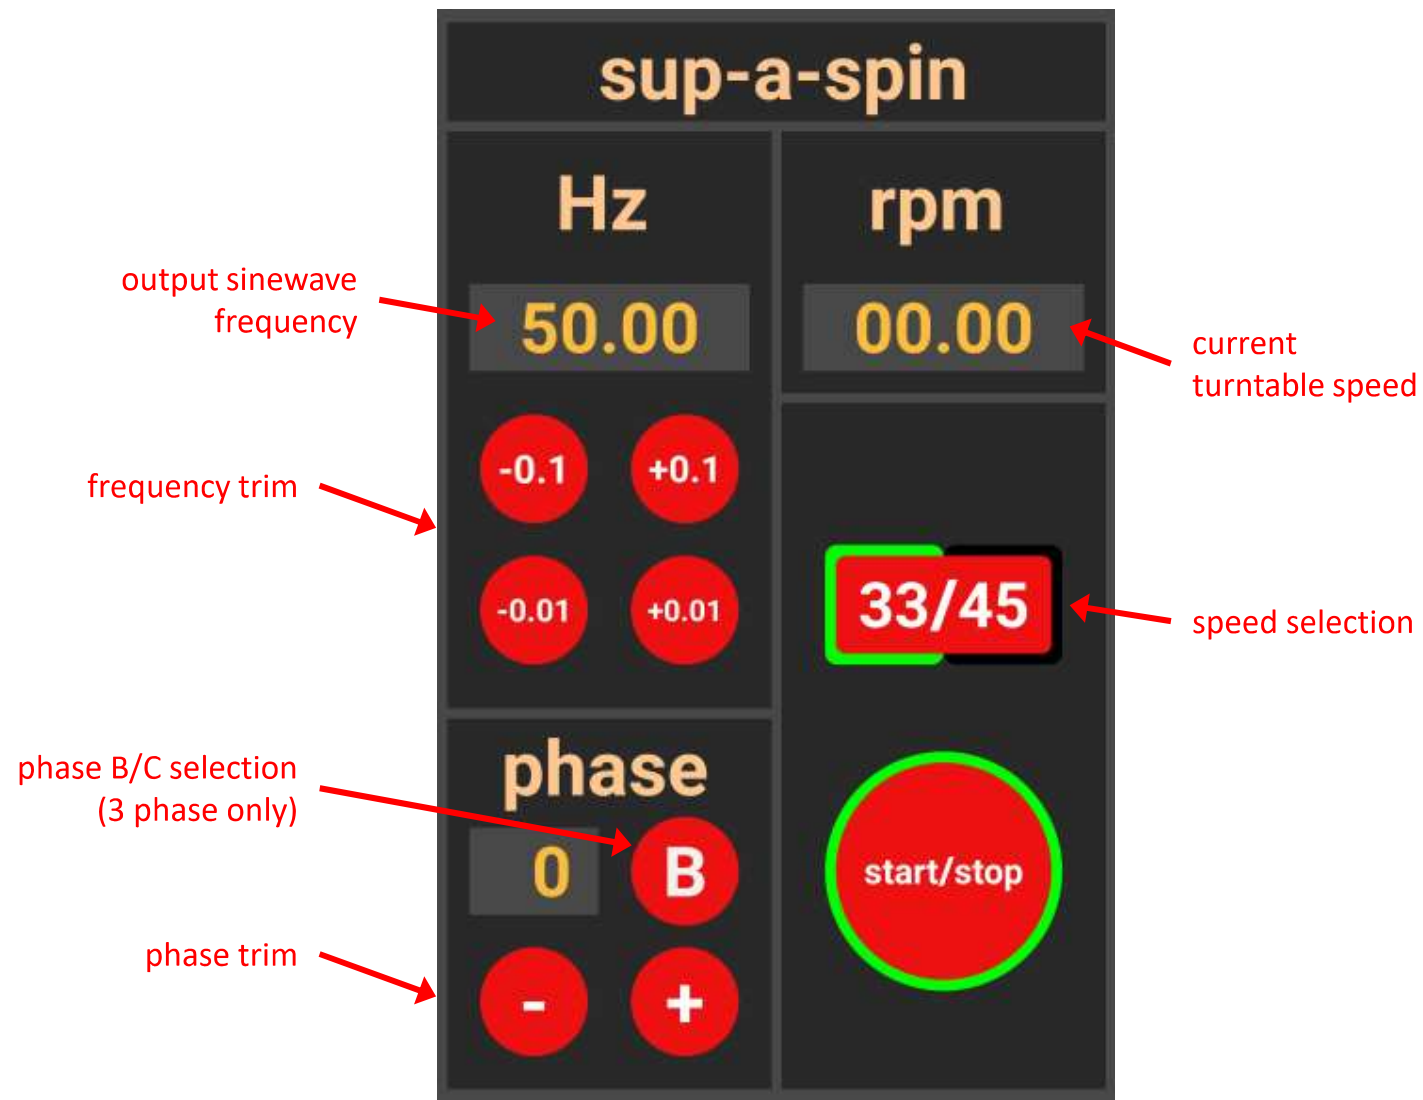 sup-a-spin
Hz
rpm
output sinewave
frequency
50.00
00.00
current
turntable speed
frequency trim
-0.1
+0.1
-0.01
+0.01
33/45
speed selection
phase B/C selection
(3 phase only)
phase
0
B
start/stop
phase trim
-
+